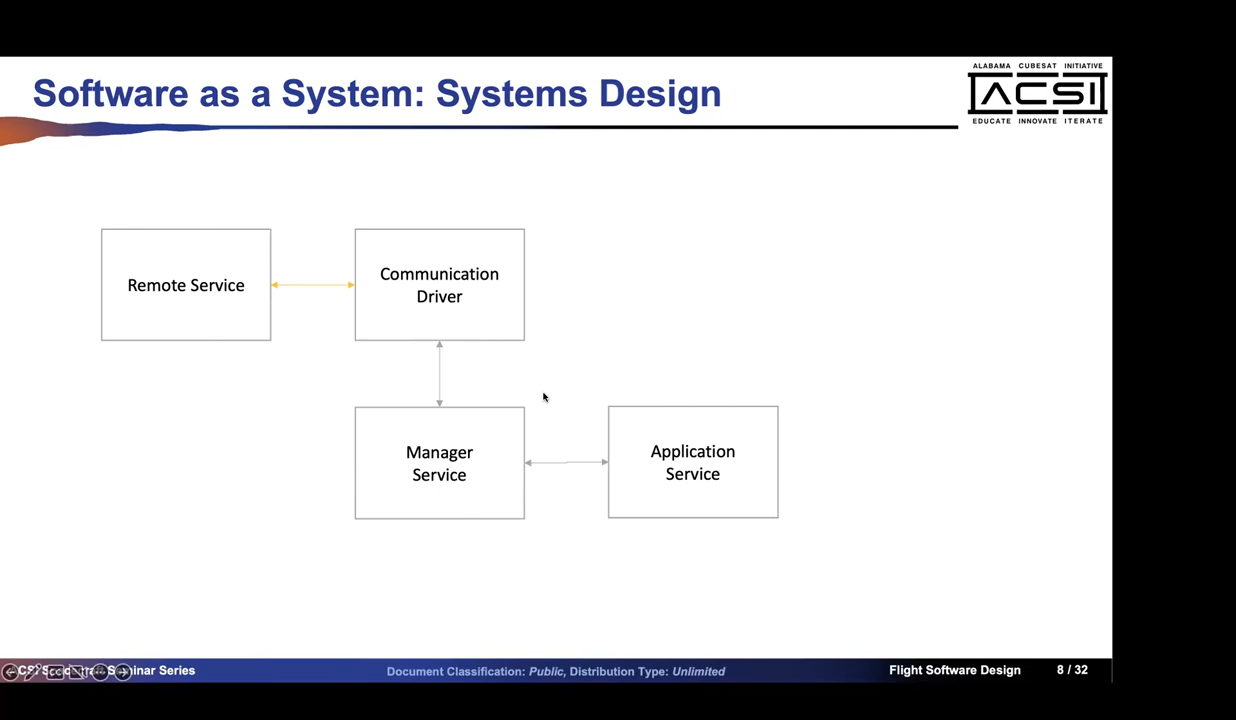 Software as a System: Systems Design
ALABAMA CUBESAT INITIATIVE
ACSI
EDUCATE INNOVATE ITERATE
Remote Service
Communication
Driver
Manager
Service
Application
Service
Seminar Series
Document Classification: Public, Distribution Type: Unlimited
Flight Software Design
8 / 32